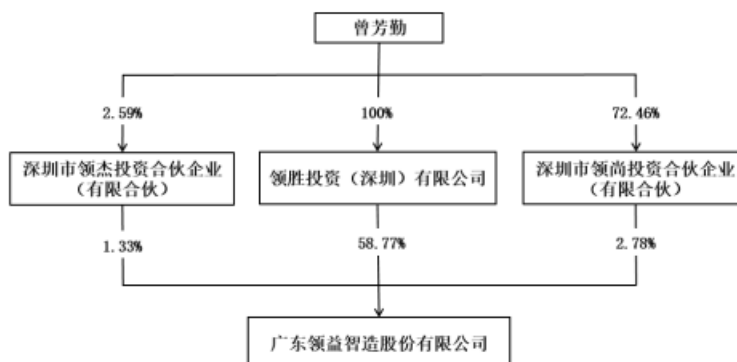 曾芳勤
2.59%
100%
72.46%
深圳市领杰投资合伙企业
（有限合伙）
领胜投资（深圳）有限公司
深圳市领尚投资合伙企业
（有限合伙）
1.33%
58.77%
2.78%
广东领益智造股份有限公司